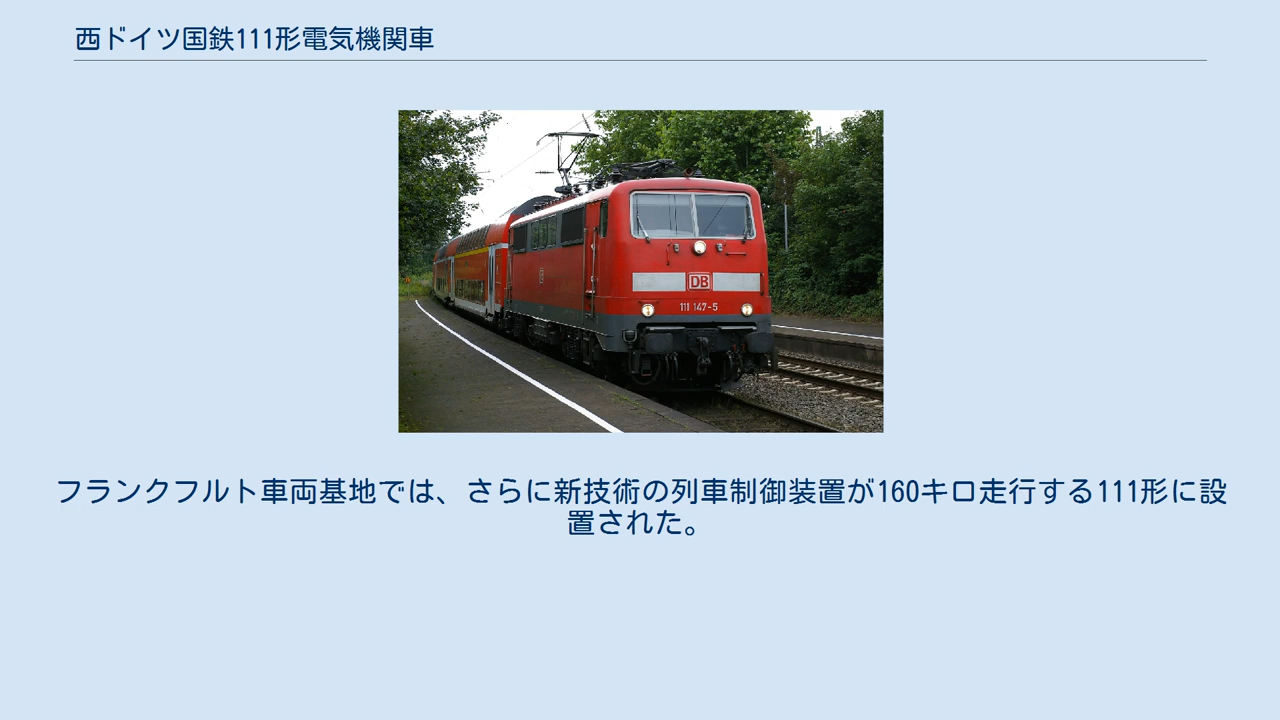 西ドイツ国鉄111形電気機関車
DB
111 147-5
フランクフルト車両基地では、さらに新技術の列車制御装置が160キロ走行する111形に設
置された。